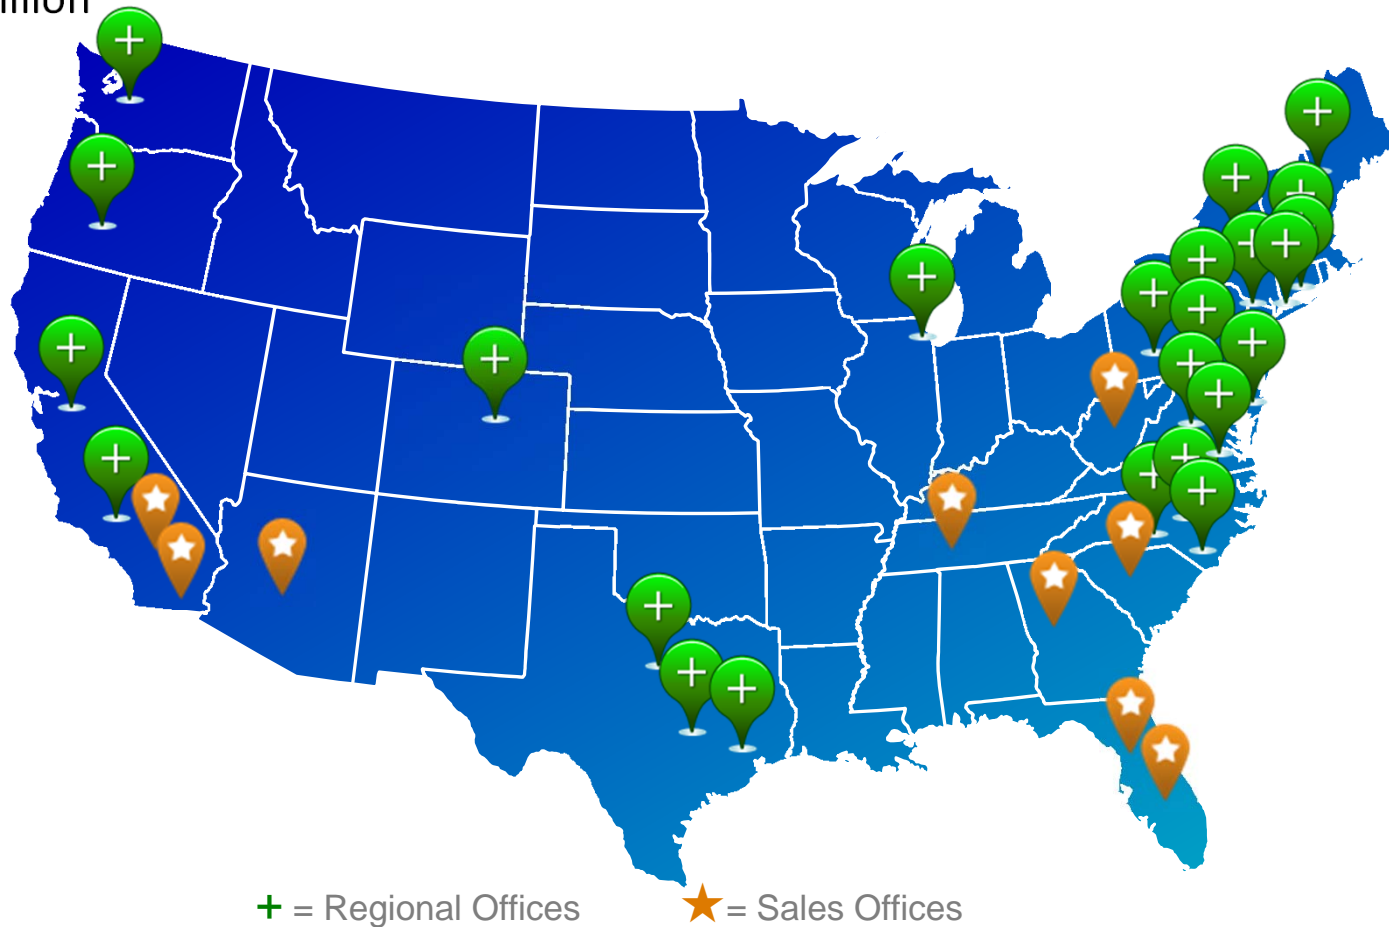 + = Regional Offices ★ = Sales Offices